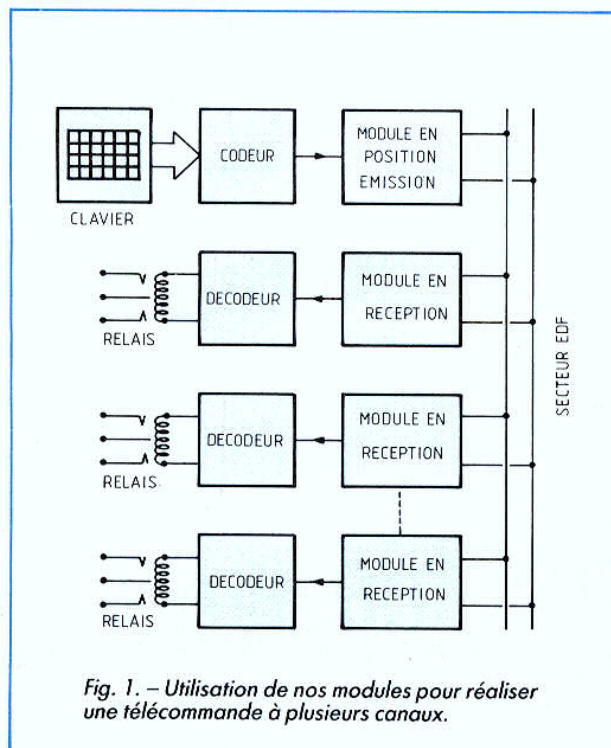 MODULE EN
POSITION
EMISSION
CODEUR
CLAVIER
MODULE EN
RECEPTION
DECODEUR
RELAIS
SECTEUR EDF
MODULE EN
RECEPTION
DECODEUR
RELAIS
MODULE EN
RECEPTION
DECODEUR
RELAIS
Fig. 1. – Utilisation de nos modules pour réaliser
une télécommande à plusieurs canaux.